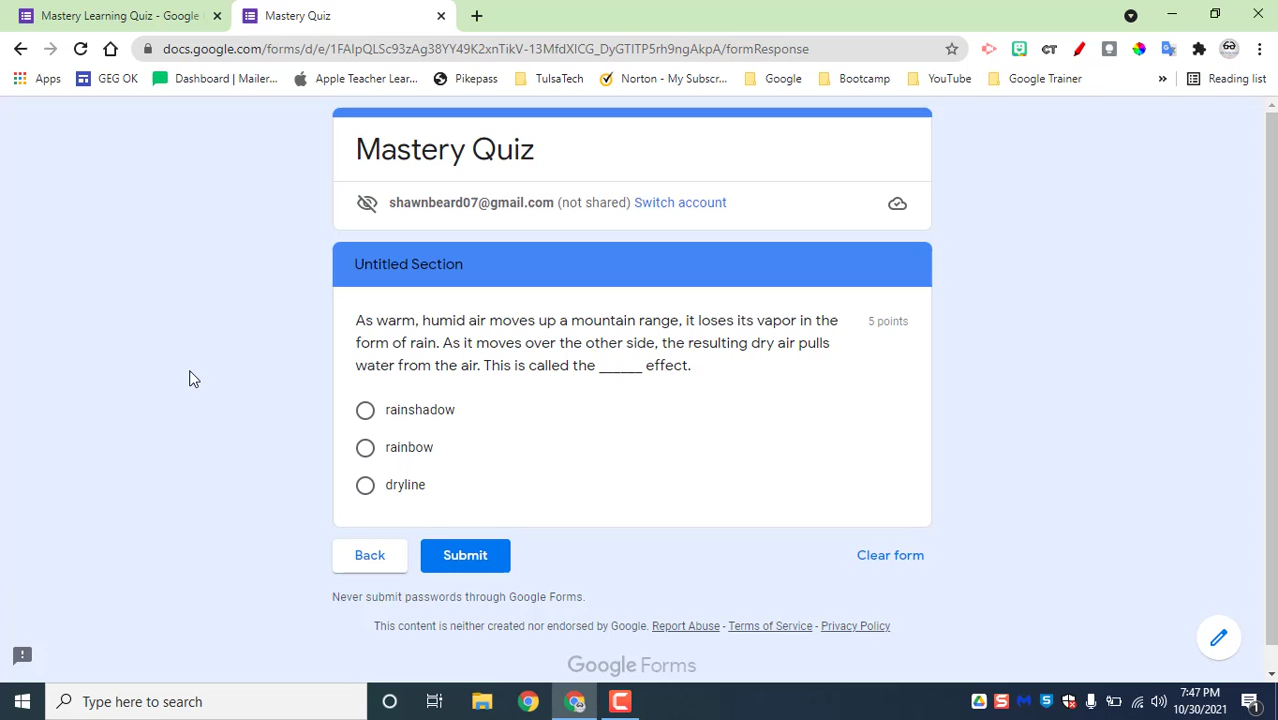 Mastery Learning Quiz - Google
Mastery Quiz
docs.google.com/forms/d/e/1FAIpQLSc93zAg38YY49K2xnTikV-13MfdXICG_DyGTlTP5rh9ngAkpA/formResponse
Apps
GEG OK
Dashboard | Mailer...
Apple Teacher Lear...
Pikepass
TulsaTech
Norton - My Subscr...
Google
Bootcamp
YouTube
Google Trainer
»
Reading list
Mastery Quiz
shawnbeard07@gmail.com (not shared) Switch account
Untitled Section
As warm, humid air moves up a mountain range, it loses its vapor in the
form of rain. As it moves over the other side, the resulting dry air pulls
water from the air. This is called the ______ effect.
5 points
rainshadow
rainbow
dryline
Back
Submit
Clear form
Never submit passwords through Google Forms.
This content is neither created nor endorsed by Google. Report Abuse - Terms of Service - Privacy Policy
Google Forms
Type here to search
7:47 PM
10/30/2021